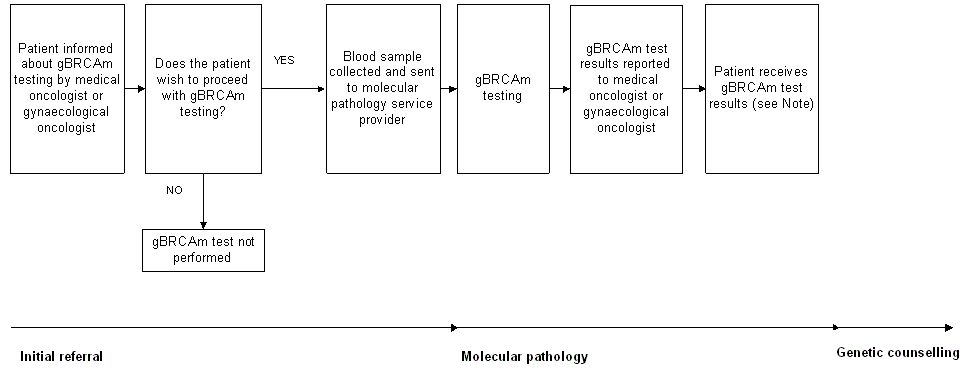 Patient informed
about gBRCAm
testing by medical
oncologist or
gynaecological
oncologist
Does the patient
wish to proceed
with gBRCAm
testing?
YES
Blood sample
collected and sent
to molecular
pathology service
provider
gBRCAm
testing
gBRCAm test
results reported
to medical
oncologist or
gynaecological
oncologist
Patient receives
gBRCAm test
results (see Note)
NO
gBRCAm test not
performed
Initial referral
Molecular pathology
Genetic counselling